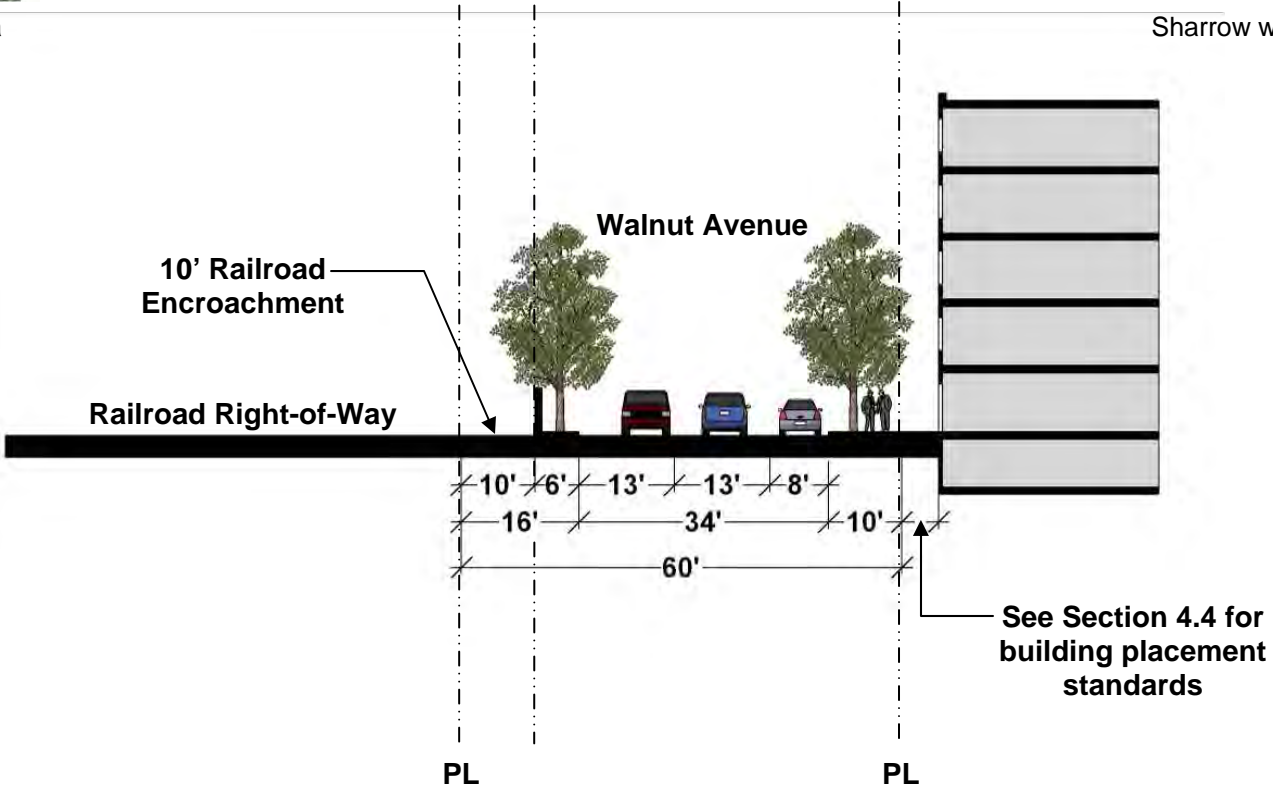 Sharrow w
Walnut Avenue
10’ Railroad
Encroachment
Railroad Right-of-Way
10' 6' 13' 13' 8'
16' 34' 10'
60'
See Section 4.4 for
building placement
standards
PL PL